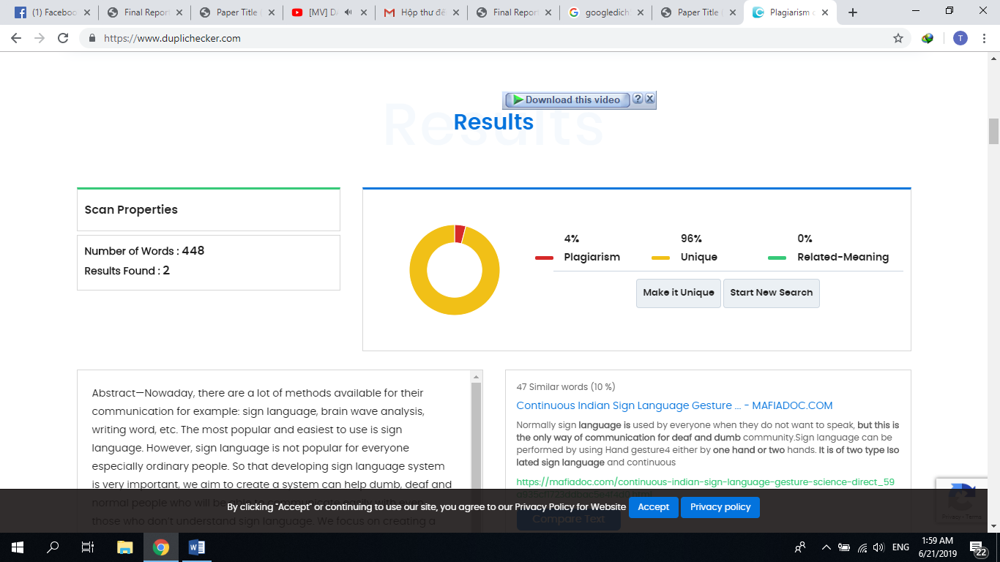 (1) Faceboo
Final Report
Paper Title (
[MV] D
Hộp thư đế
Final Report
googledich
Paper Title (
Plagiarism
https://www.duplichecker.com
T
Download this video
Results
Results
Scan Properties
Number of Words : 448
Results Found : 2
4%
Plagiarism
96%
Unique
0%
Related-Meaning
Make it Unique
Start New Search
Abstract—Nowaday, there are a lot of methods available for their
communication for example: sign language, brain wave analysis,
writing word, etc. The most popular and easiest to use is sign
language. However, sign language is not popular for everyone
especially ordinary people. So that developing sign language system
is very important, we aim to create a system can help dumb, deaf and
normal people who will be able to communicate easily with even
those who don't understand sign language. We focus on creating a
47 Similar words (10 %)
Continuous Indian Sign Language Gesture ... - MAFIADOC.COM
Normally sign language is used by everyone when they do not want to speak, but this is
the only way of communication for deaf and dumb community.Sign language can be
performed by using Hand gesture4 either by one hand or two hands. It is of two type Iso
lated sign language and continuous
https://mafiadoc.com/continuous-indian-sign-language-gesture-science-direct_59
Compare Text
By clicking "Accept" or continuing to use our site, you agree to our Privacy Policy for Website
Accept
Privacy policy
Privacy - Terms
ENG
1:59 AM
6/21/2019
22